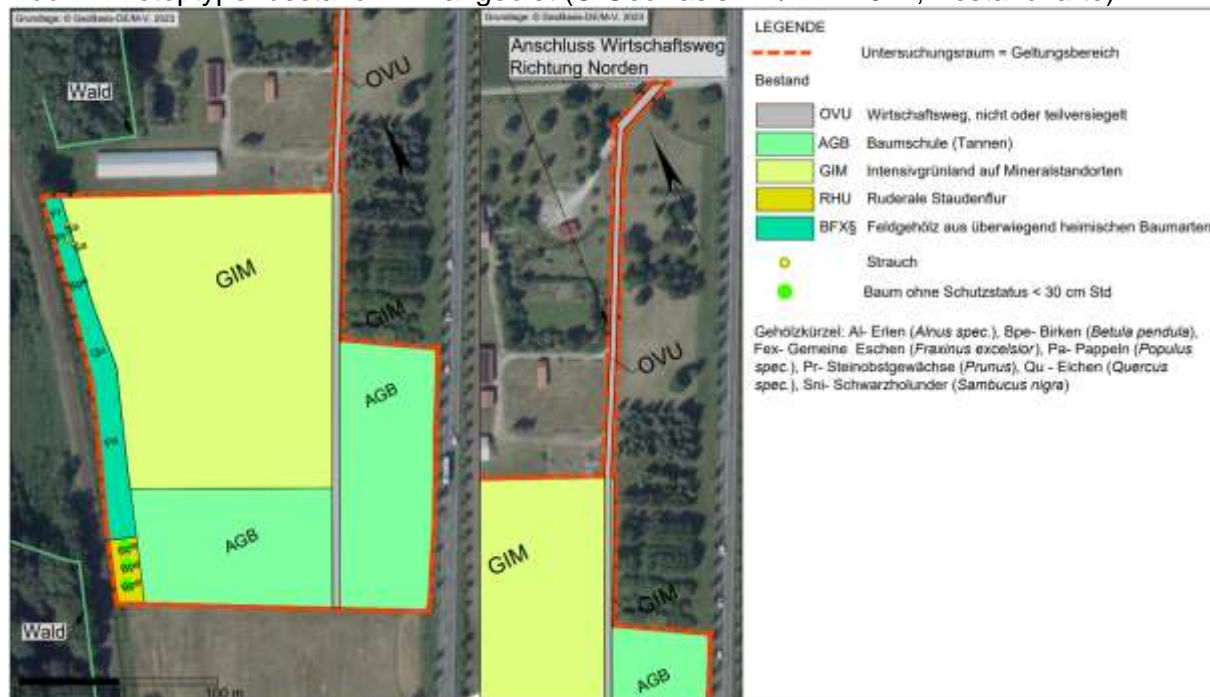 Grundlage: © GeoBasis-DE/M-V, 2023
Wald
OVU
GIM
GIM
AGB
AGB
Pa
Wald
100 m
Grundlage: © GeoBasis-DE/M-V, 2023
Anschluss Wirtschaftsweg
Richtung Norden
OVU
GIM
GIM
AGB
LEGENDE
Untersuchungsraum = Geltungsbereich
Bestand
OVU Wirtschaftsweg, nicht oder teilversiegelt
AGB Baumschule (Tannen)
GIM Intensivgrünland auf Mineralstandorten
RHU Ruderale Staudenflur
BFX§ Feldgehölz aus überwiegend heimischen Baumarten
Strauch
Baum ohne Schutzstatus < 30 cm Std
Gehölzkürzel: Al- Erlen (Alnus spec.), Bpe- Birken (Betula pendula),
Fex- Gemeine Eschen (Fraxinus excelsior), Pa- Pappeln (Populus
spec.), Pr- Steinobstgewächse (Prunus), Qu - Eichen (Quercus
spec.), Sni- Schwarzholunder (Sambucus nigra)